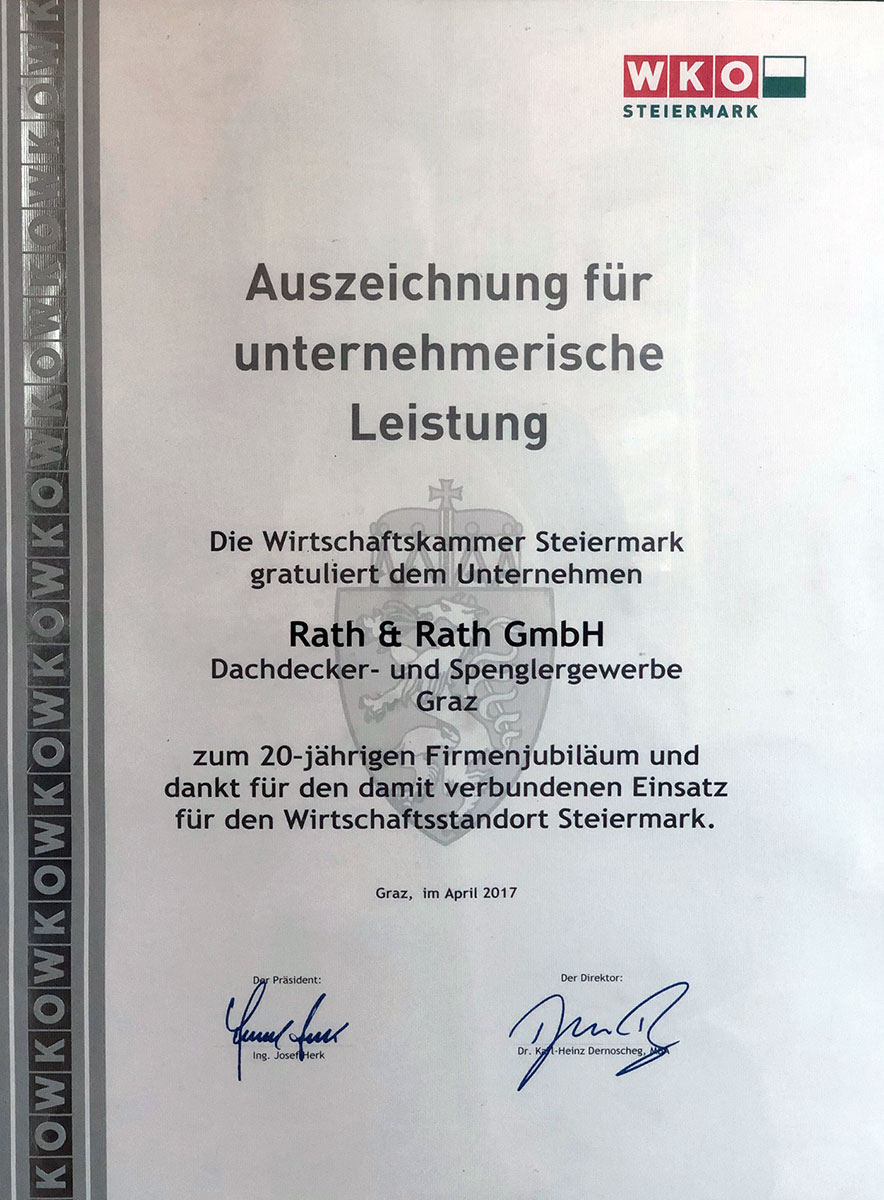 WKO
STEIERMARK
Auszeichnung für
unternehmerische
Leistung
Die Wirtschaftskammer Steiermark
gratuliert dem Unternehmen
Rath & Rath GmbH
Dachdecker- und Spenglergewerbe
Graz
zum 20-jährigen Firmenjubiläum und
dankt für den damit verbundenen Einsatz
für den Wirtschaftsstandort Steiermark.
Graz, im April 2017
Der Präsident:
Ing. Josef Herk
Der Direktor:
Dr. Karl-Heinz Dernoscheg, MBA
KOWKOWKOWKOWKOWKOWKOWKOWKOW